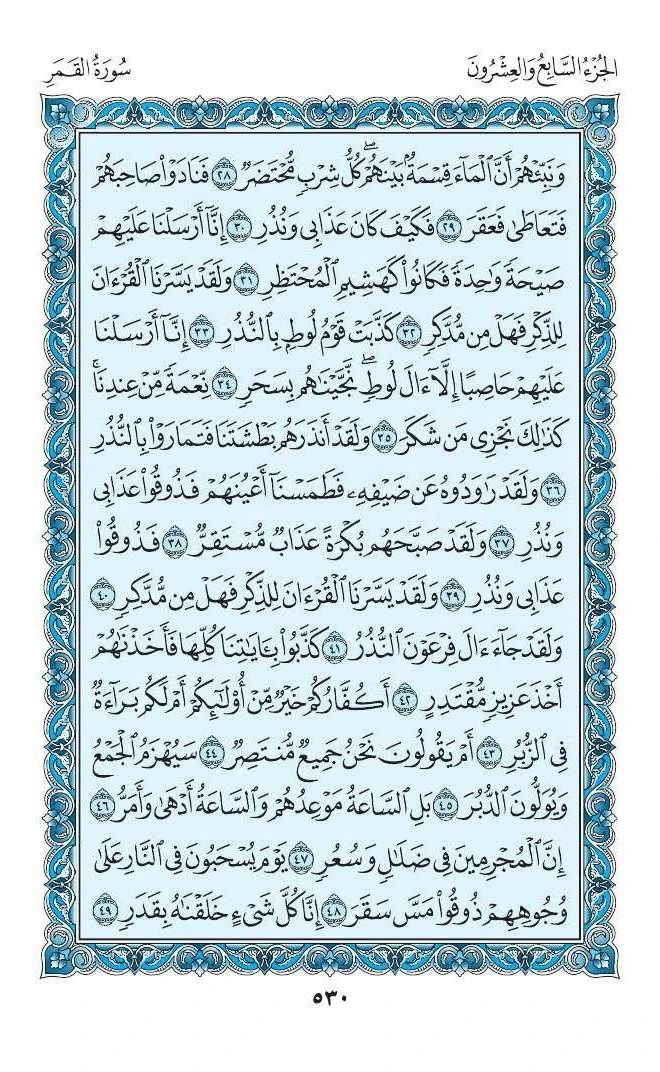 الجُزْءُ السَّابِعُ وَالعِشْرُونَ
سُورَةُ القَمَرِ
وَنَبِّئْهُمْ أَنَّ ٱلْمَآءَ قِسْمَةٌۢ بَيْنَهُمْۖ كُلُّ شِرْبٖ مُّحْتَضَرٞ ٢٨ فَنَادَوۡاْ صَاحِبَهُمۡ
فَتَعَاطَىٰ فَعَقَرَ ٢٩ فَكَيۡفَ كَانَ عَذَابِي وَنُذُرِ ٣٠ إِنَّآ أَرۡسَلۡنَا عَلَيۡهِمۡ
صَيۡحَةٗ وَٰحِدَةٗ فَكَانُواْ كَهَشِيمِ ٱلۡمُحۡتَظِرِ ٣١ وَلَقَدۡ يَسَّرۡنَا ٱلۡقُرۡءَانَ
لِلذِّكۡرِ فَهَلۡ مِن مُّدَّكِرٖ ٣٢ كَذَّبَتۡ قَوۡمُ لُوطِۭ بِٱلنُّذُرِ ٣٣ إِنَّآ أَرۡسَلۡنَا
عَلَيۡهِمۡ حَاصِبًا إِلَّآ ءَالَ لُوطٖۖ نَّجَّيۡنَٰهُم بِسَحَرٖ ٣٤ نِّعۡمَةٗ مِّنۡ عِندِنَاۚ
كَذَٰلِكَ نَجۡزِي مَن شَكَرَ ٣٥ وَلَقَدۡ أَنذَرَهُم بَطۡشَتَنَا فَتَمَارَوۡاْ بِٱلنُّذُرِ
٣٦ وَلَقَدۡ رَٰوَدُوهُ عَن ضَيۡفِهِۦ فَطَمَسۡنَآ أَعۡيُنَهُمۡ فَذُوقُواْ عَذَابِي
وَنُذُرِ ٣٧ وَلَقَدۡ صَبَّحَهُم بُكۡرَةً عَذَابٞ مُّسۡتَقِرّٞ ٣٨ فَذُوقُواْ
عَذَابِي وَنُذُرِ ٣٩ وَلَقَدۡ يَسَّرۡنَا ٱلۡقُرۡءَانَ لِلذِّكۡرِ فَهَلۡ مِن مُّدَّكِرٖ ٤٠
وَلَقَدۡ جَآءَ ءَالَ فِرۡعَوۡنَ ٱلنُّذُرُ ٤١ كَذَّبُواْ بِـَٔايَٰتِنَا كُلِّهَا فَأَخَذۡنَٰهُمۡ
أَخۡذَ عَزِيزٖ مُّقۡتَدِرٍ ٤٢ أَكُفَّارُكُمۡ خَيۡرٞ مِّنۡ أُوْلَٰٓئِكُمۡ أَمۡ لَكُم بَرَآءَةٞ
فِي ٱلزُّبُرِ ٤٣ أَمۡ يَقُولُونَ نَحۡنُ جَمِيعٞ مُّنتَصِرٞ ٤٤ سَيُهۡزَمُ ٱلۡجَمۡعُ
وَيُوَلُّونَ ٱلدُّبُرَ ٤٥ بَلِ ٱلسَّاعَةُ مَوۡعِدُهُمۡ وَٱلسَّاعَةُ أَدۡهَىٰ وَأَمَرُّ ٤٦
إِنَّ ٱلۡمُجۡرِمِينَ فِي ضَلَٰلٖ وَسُعُرٖ ٤٧ يَوۡمَ يُسۡحَبُونَ فِي ٱلنَّارِ عَلَىٰ
وُجُوهِهِمۡ ذُوقُواْ مَسَّ سَقَرَ ٤٨ إِنَّا كُلَّ شَيۡءٍ خَلَقۡنَٰهُ بِقَدَرٖ ٤٩
٥٣٠